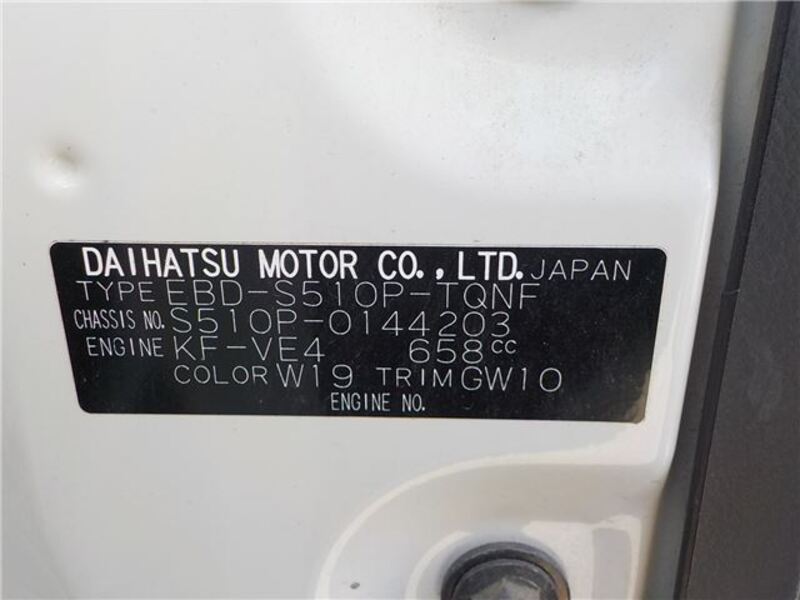 DAIHATSU MOTOR CO., LTD. JAPAN
TYPE EBD-S510P-TQNF
CHASSIS NO. S510P-0144203
ENGINE KF-VE4 658cc
COLOR W19 TRIM GW10
ENGINE NO.